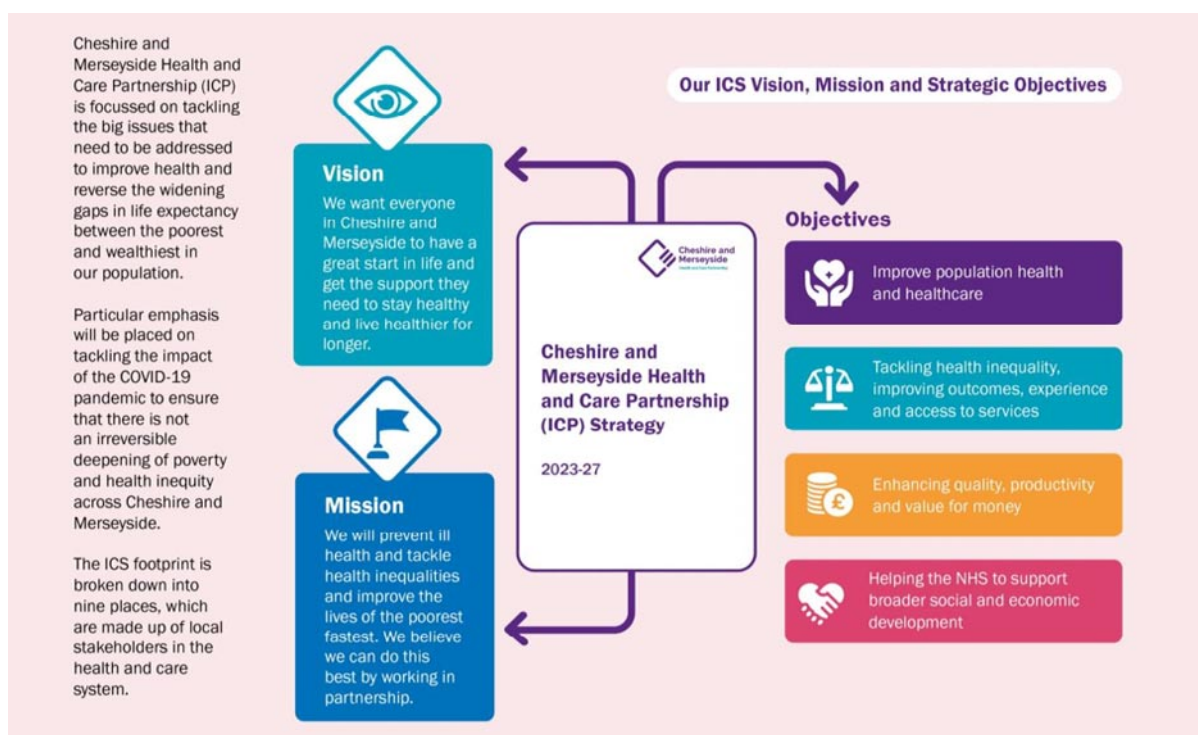 Cheshire and
Merseyside Health and
Care Partnership (ICP)
is focussed on tackling
the big issues that
need to be addressed
to improve health and
reverse the widening
gaps in life expectancy
between the poorest
and wealthiest in
our population.
Particular emphasis
will be placed on
tackling the impact
of the COVID-19
pandemic to ensure
that there is not
an irreversible
deepening of poverty
and health inequity
across Cheshire and
Merseyside.
The ICS footprint is
broken down into
nine places, which
are made up of local
stakeholders in the
health and care
system.
Our ICS Vision, Mission and Strategic Objectives
Vision
We want everyone
in Cheshire and
Merseyside to have a
great start in life and
get the support they
need to stay healthy
and live healthier for
longer.
Mission
We will prevent ill
health and tackle
health inequalities
and improve the
lives of the poorest
fastest. We believe
we can do this
best by working in
partnership.
Cheshire and
Merseyside
Health and Care Partnership
Cheshire and
Merseyside Health
and Care Partnership
(ICP) Strategy
2023-27
Objectives
Improve population health
and healthcare
Tackling health inequality,
improving outcomes, experience
and access to services
Enhancing quality, productivity
and value for money
£
Helping the NHS to support
broader social and economic
development